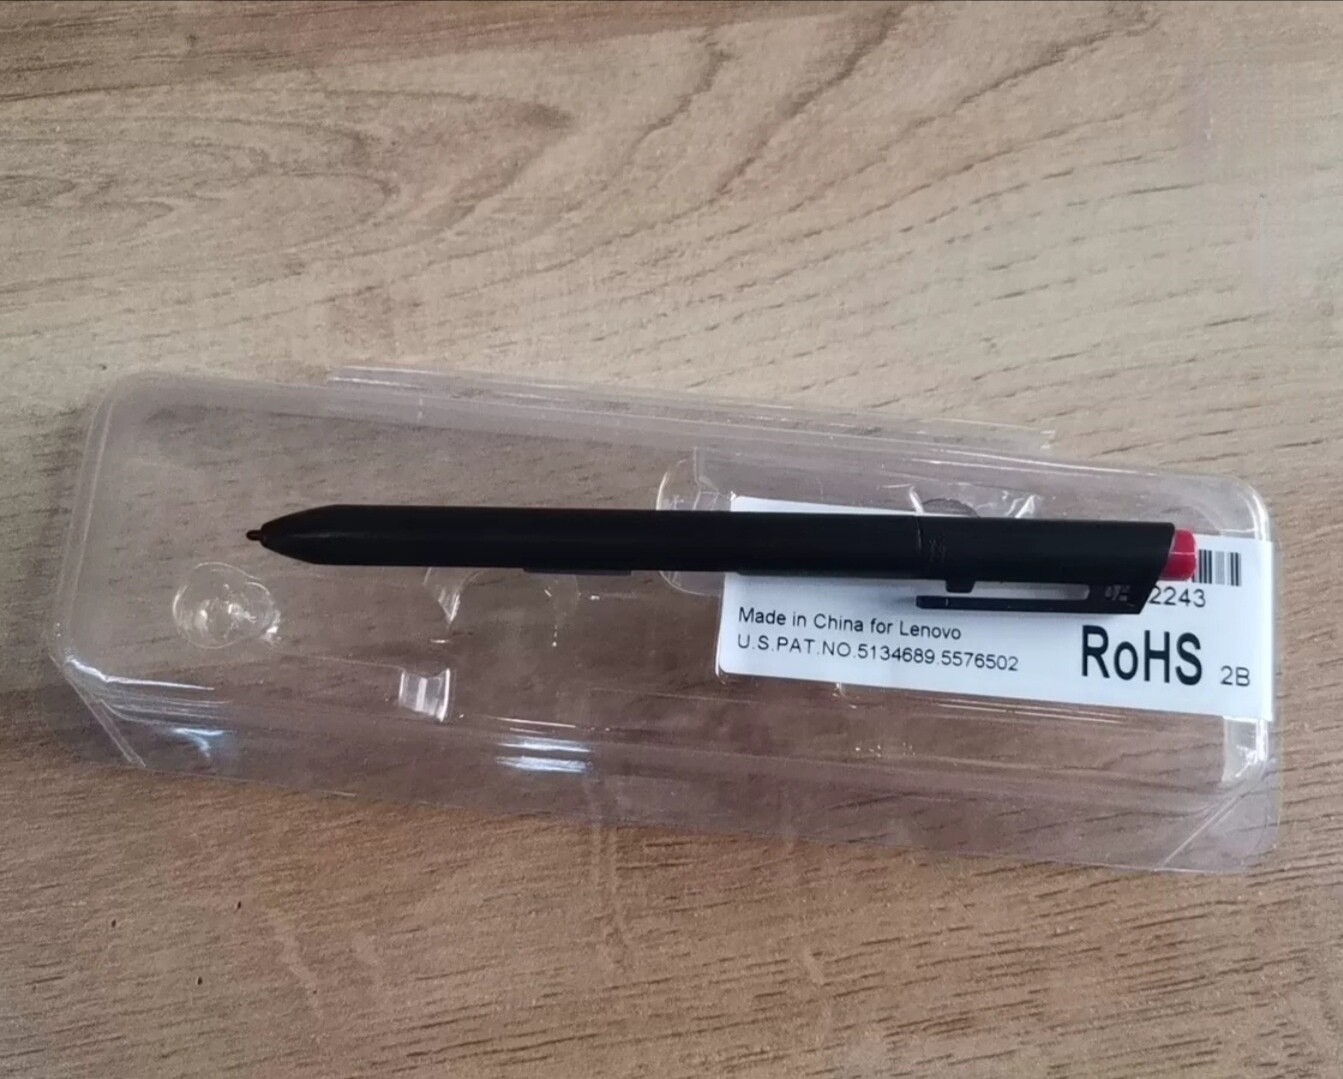 2243
Made in China for Lenovo
U.S.PAT.NO.5134689.5576502
RoHS 2B